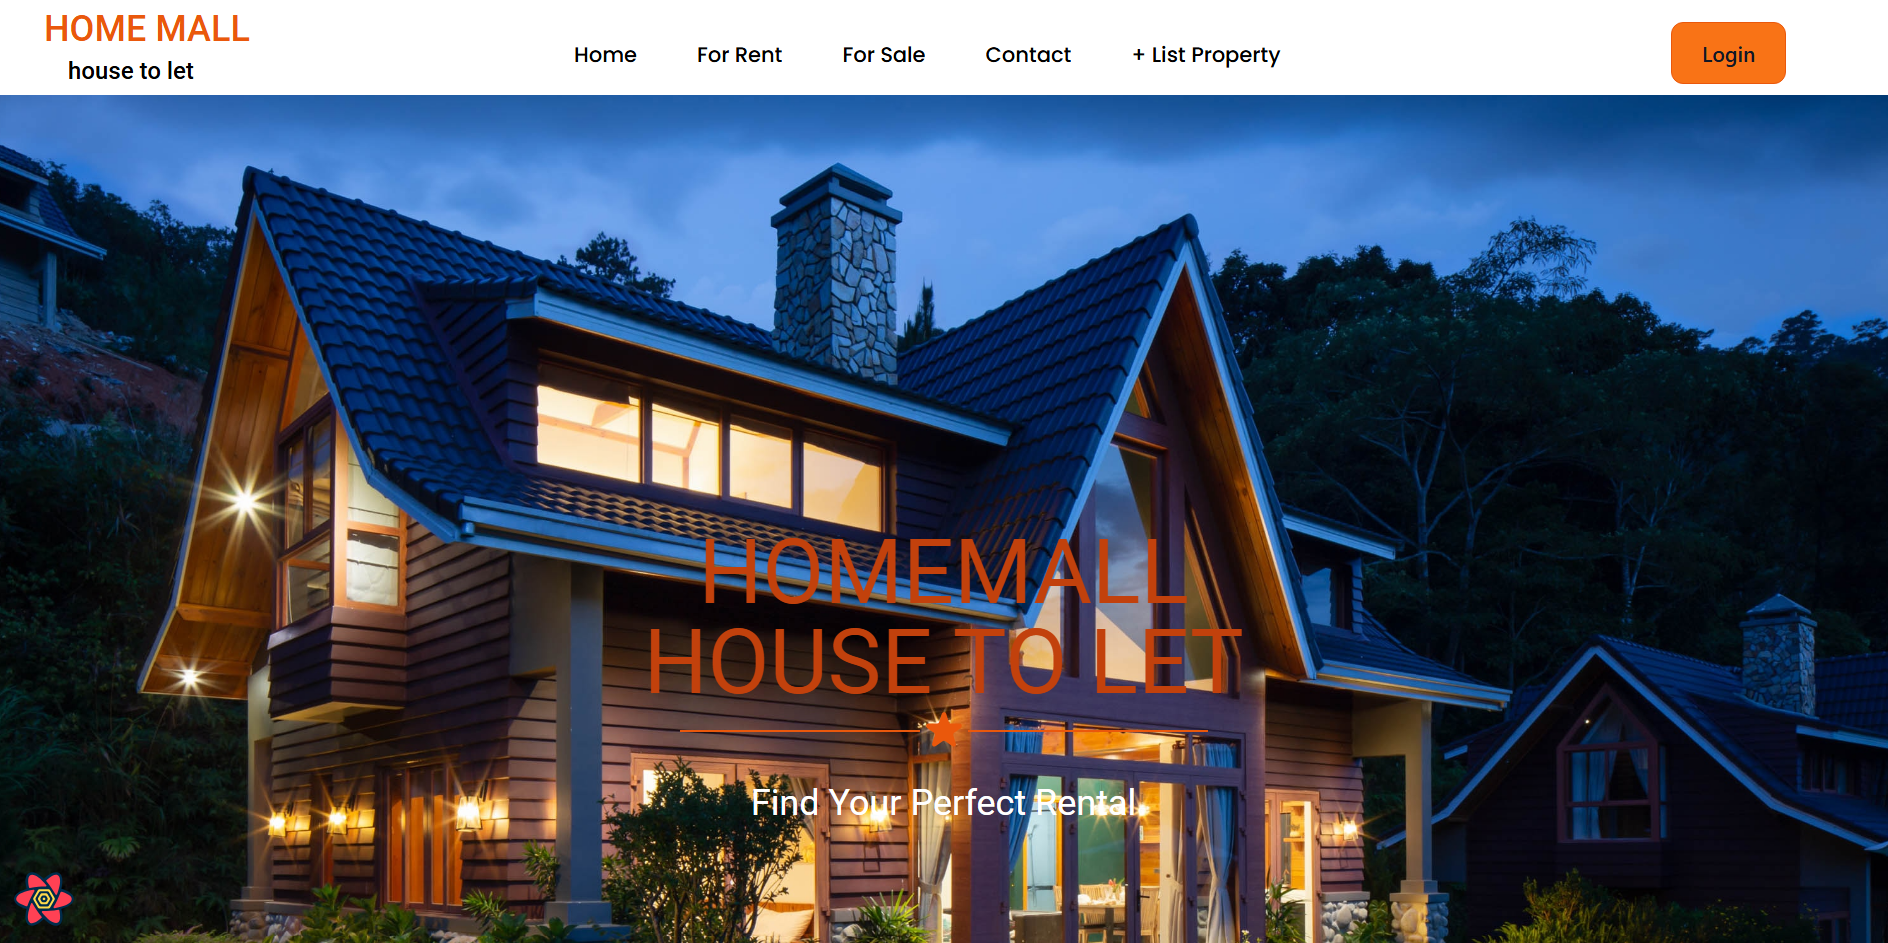 HOME MALL
house to let
Home
For Rent
For Sale
Contact
+ List Property
Login
HOMEMALL
HOUSE TO LET
Find Your Perfect Rental.